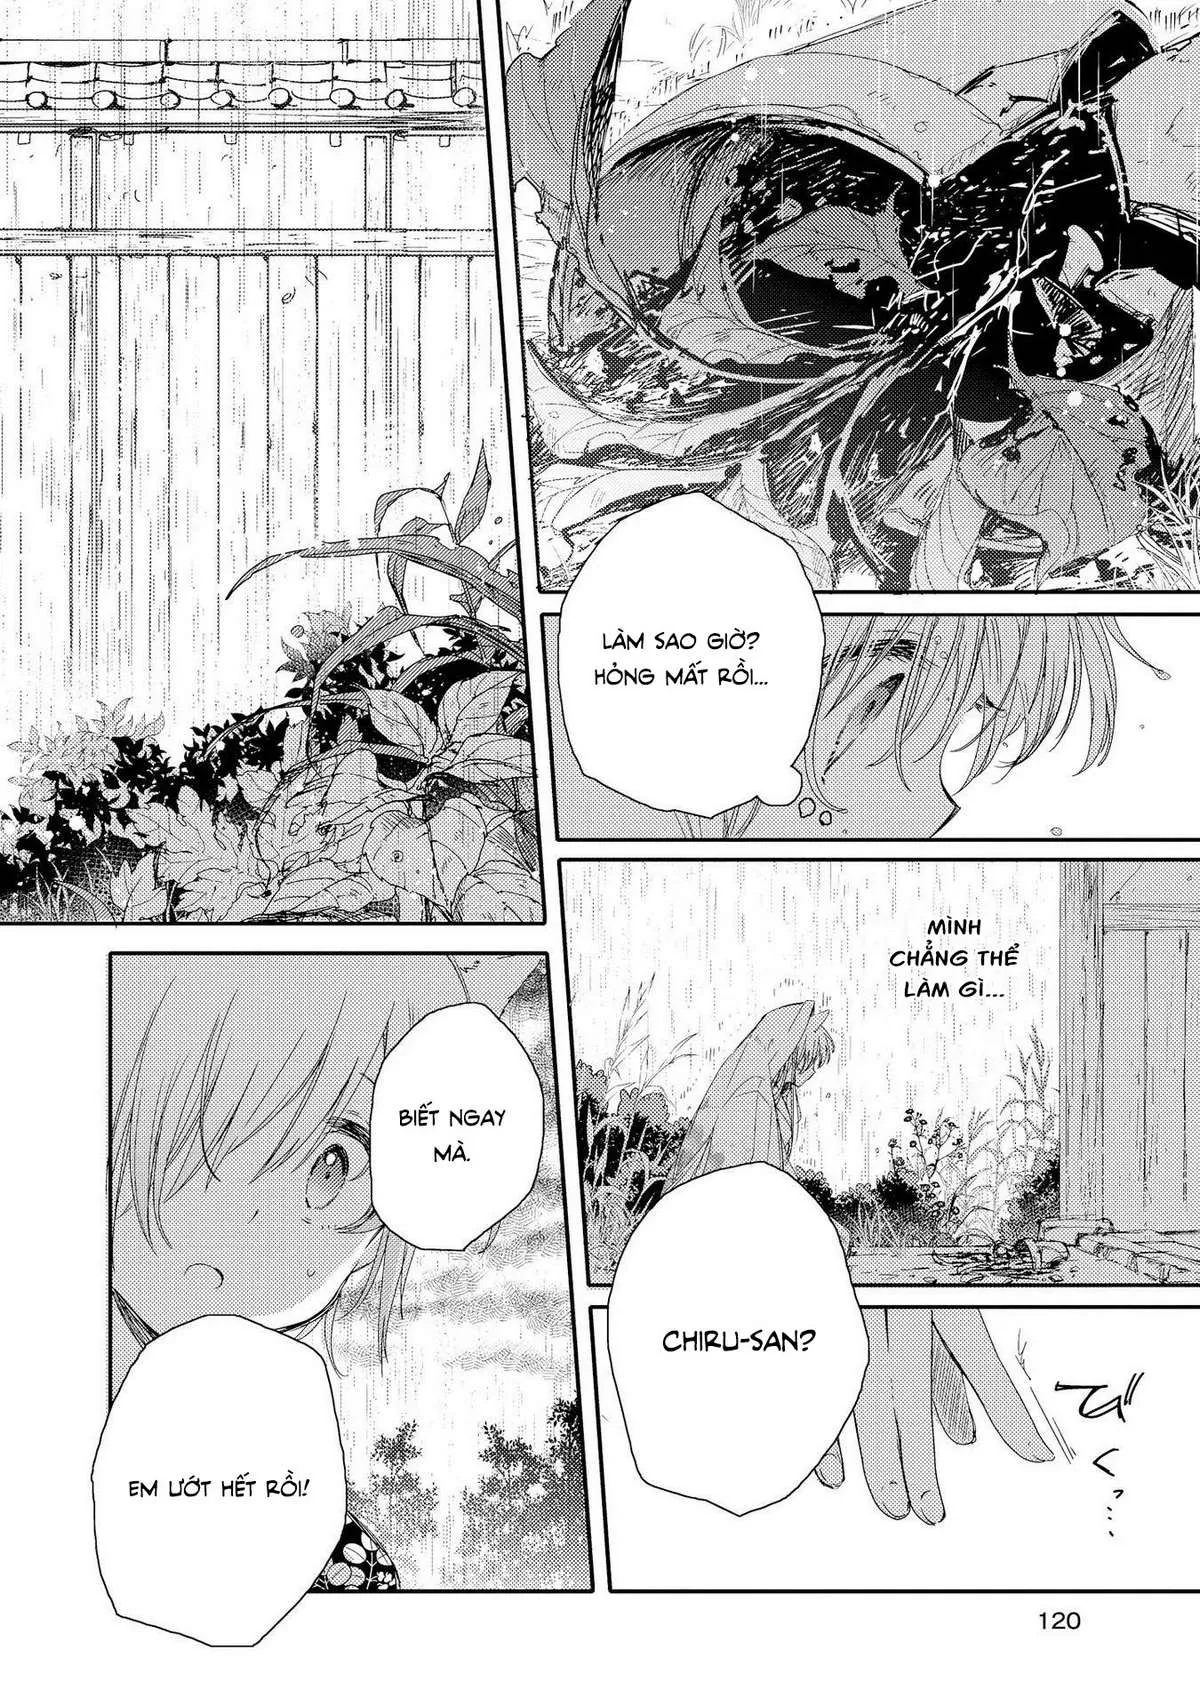 LÀM SAO GIỜ?
HỎNG MẤT RỒI...
MÌNH
CHẲNG THỂ
LÀM GÌ...
CHIRU-SAN?
BIẾT NGAY
MÀ.
EM ƯỚT HẾT RỒI!
120